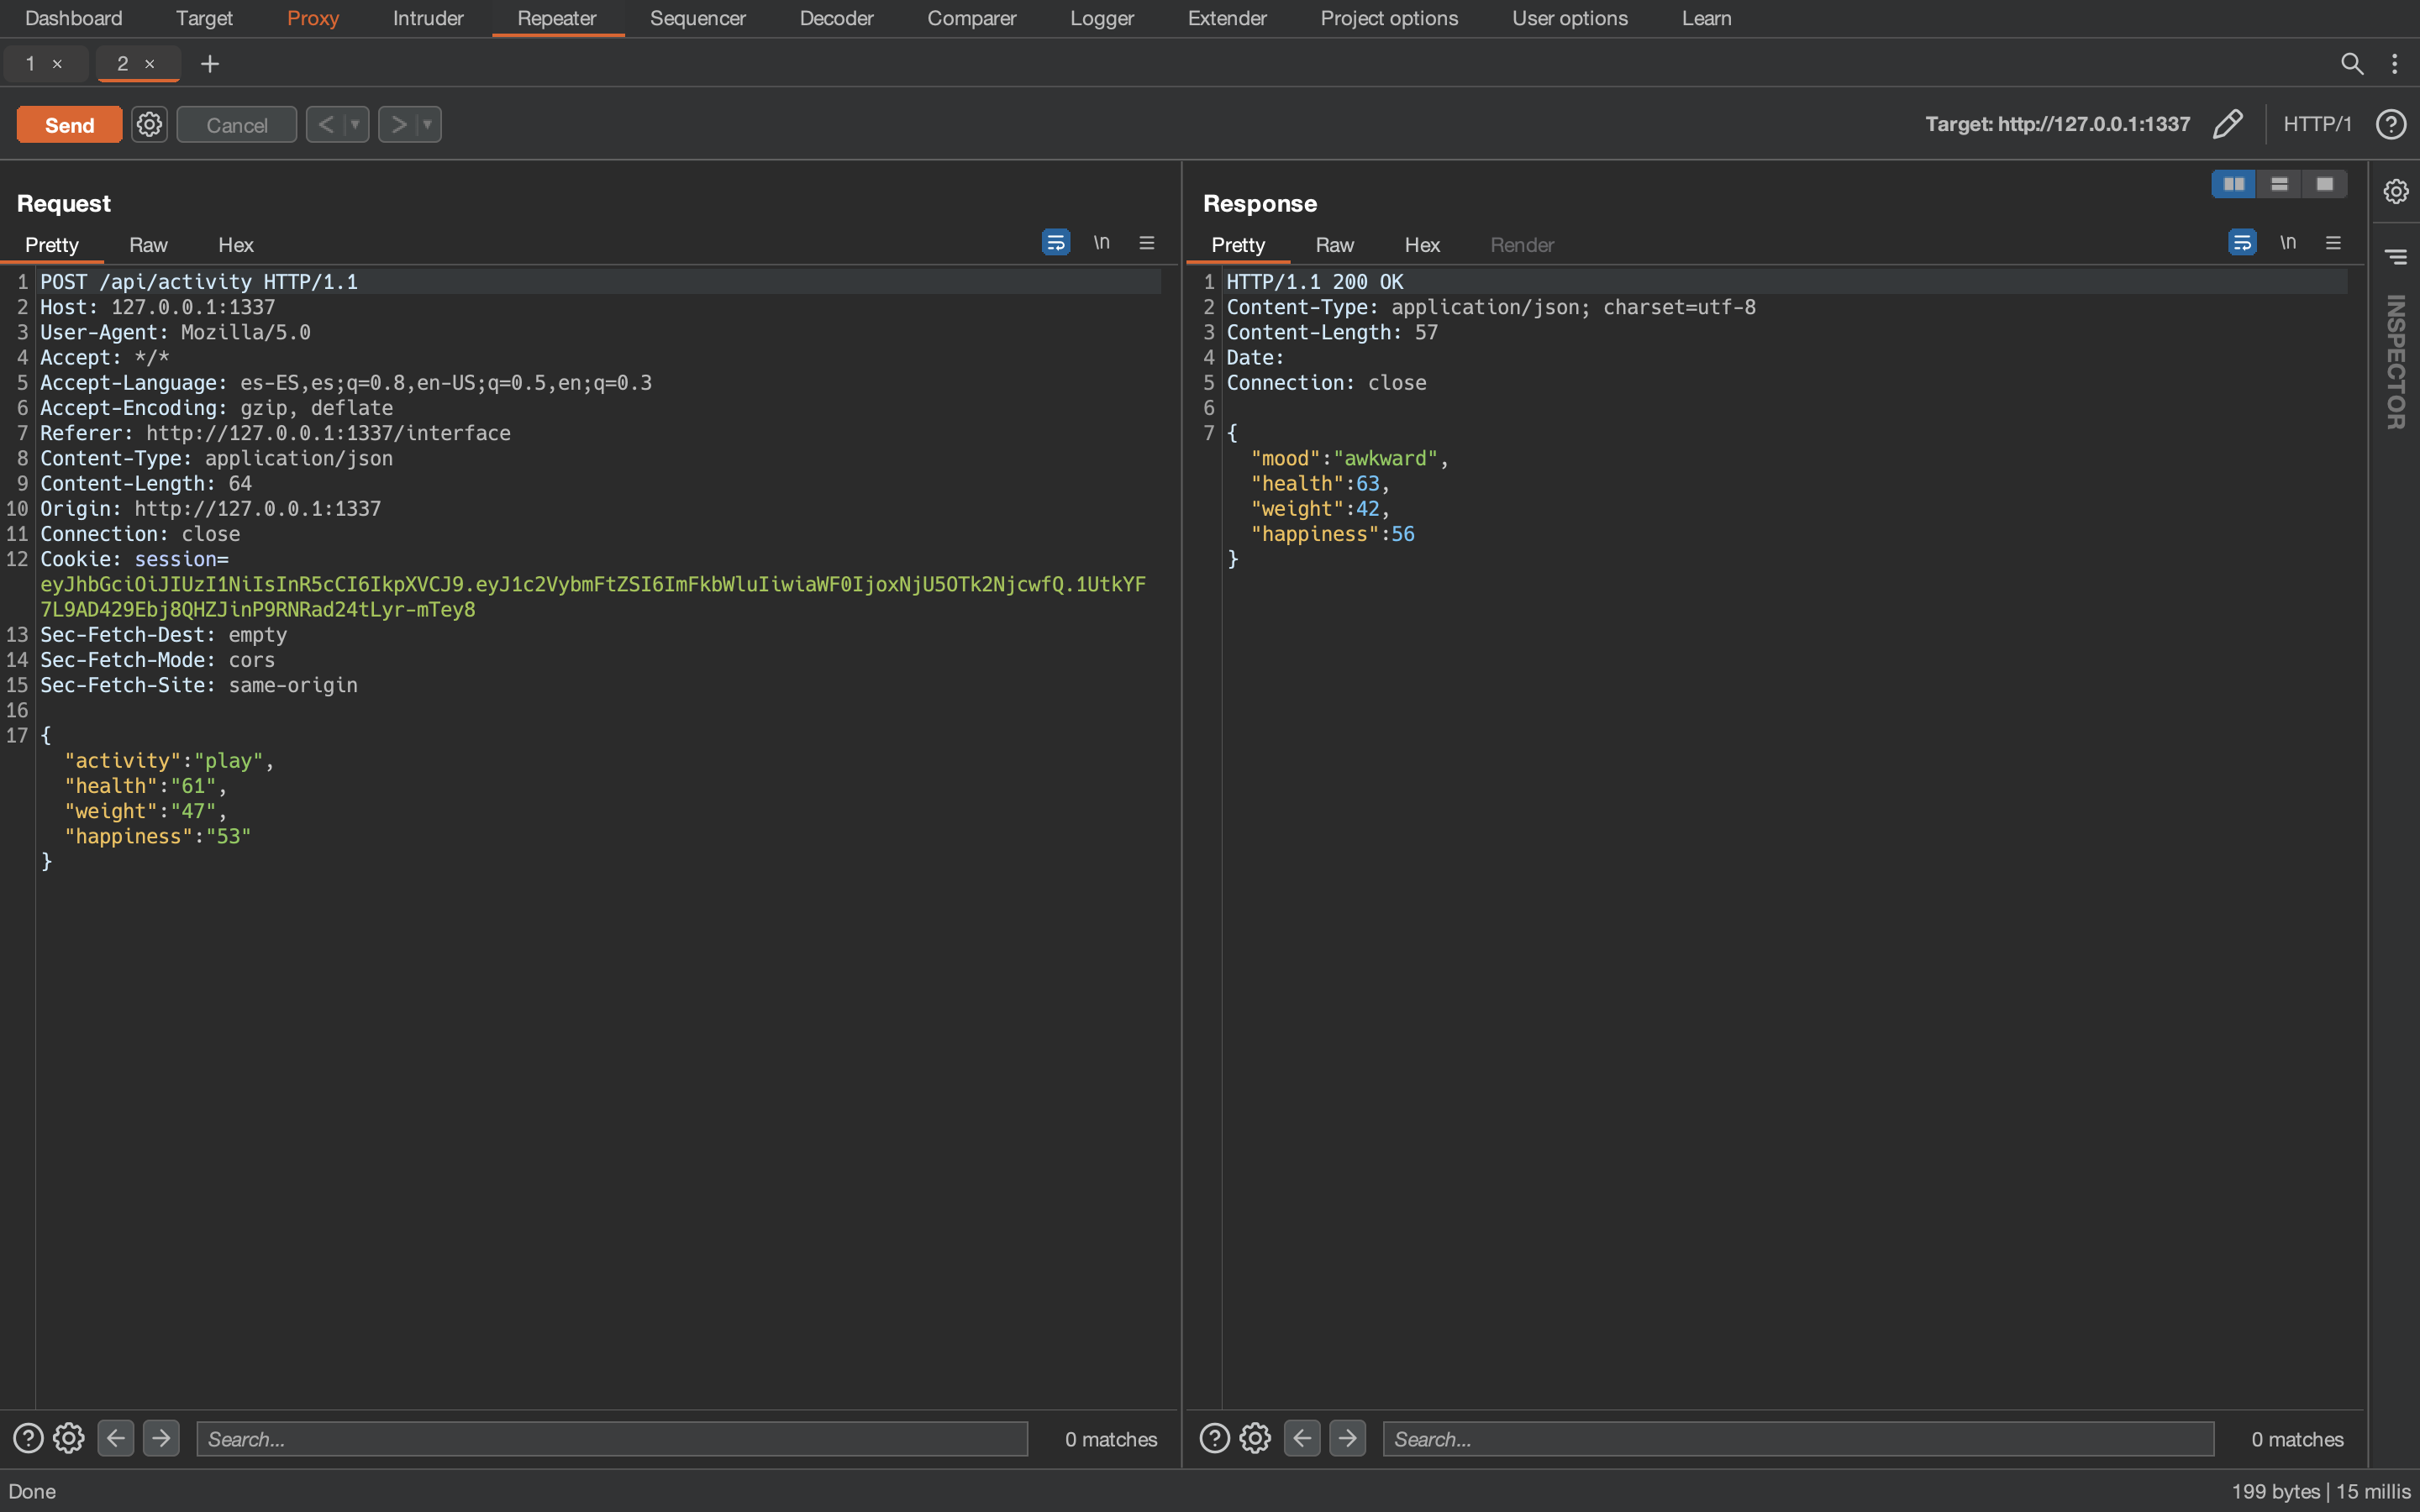 Dashboard Target Proxy Intruder Repeater Sequencer Decoder Comparer Logger Extender Project options User options Learn
1 × 2 × +
Send Cancel < > Target: http://127.0.0.1:1337 HTTP/1 ?
Request
Pretty Raw Hex \n
1 POST /api/activity HTTP/1.1
2 Host: 127.0.0.1:1337
3 User-Agent: Mozilla/5.0
4 Accept: */*
5 Accept-Language: es-ES,es;q=0.8,en-US;q=0.5,en;q=0.3
6 Accept-Encoding: gzip, deflate
7 Referer: http://127.0.0.1:1337/interface
8 Content-Type: application/json
9 Content-Length: 64
10 Origin: http://127.0.0.1:1337
11 Connection: close
12 Cookie: session=
eyJhbGciOiJIUzI1NiIsInR5cCI6IkpXVCJ9.eyJ1c2VybmFtZSI6ImFkbWluIiwiaWF0IjoxNjU5OTk2NjcwfQ.1UtkYF
7L9AD429Ebj8QHZJinP9RNRad24tLyr-mTey8
13 Sec-Fetch-Dest: empty
14 Sec-Fetch-Mode: cors
15 Sec-Fetch-Site: same-origin
16
17 {
"activity":"play",
"health":"61",
"weight":"47",
"happiness":"53"
}
? Search... 0 matches
Response
Pretty Raw Hex Render \n
1 HTTP/1.1 200 OK
2 Content-Type: application/json; charset=utf-8
3 Content-Length: 57
4 Date:
5 Connection: close
6
7 {
"mood":"awkward",
"health":63,
"weight":42,
"happiness":56
}
? Search... 0 matches
INSPECTOR
Done 199 bytes | 15 millis